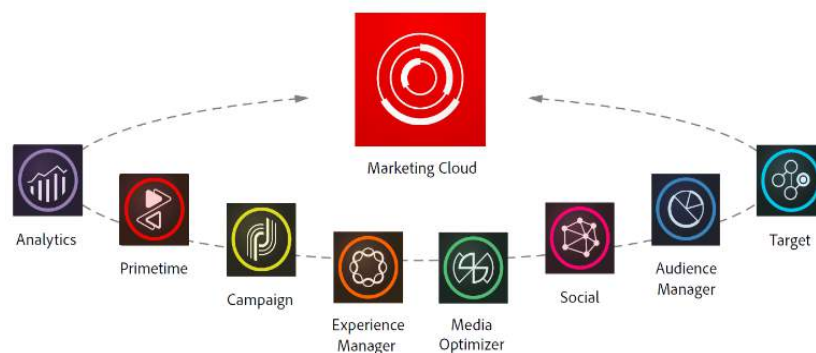 Marketing Cloud
Analytics
Primetime
Campaign
Experience
Manager
Media
Optimizer
Social
Audience
Manager
Target